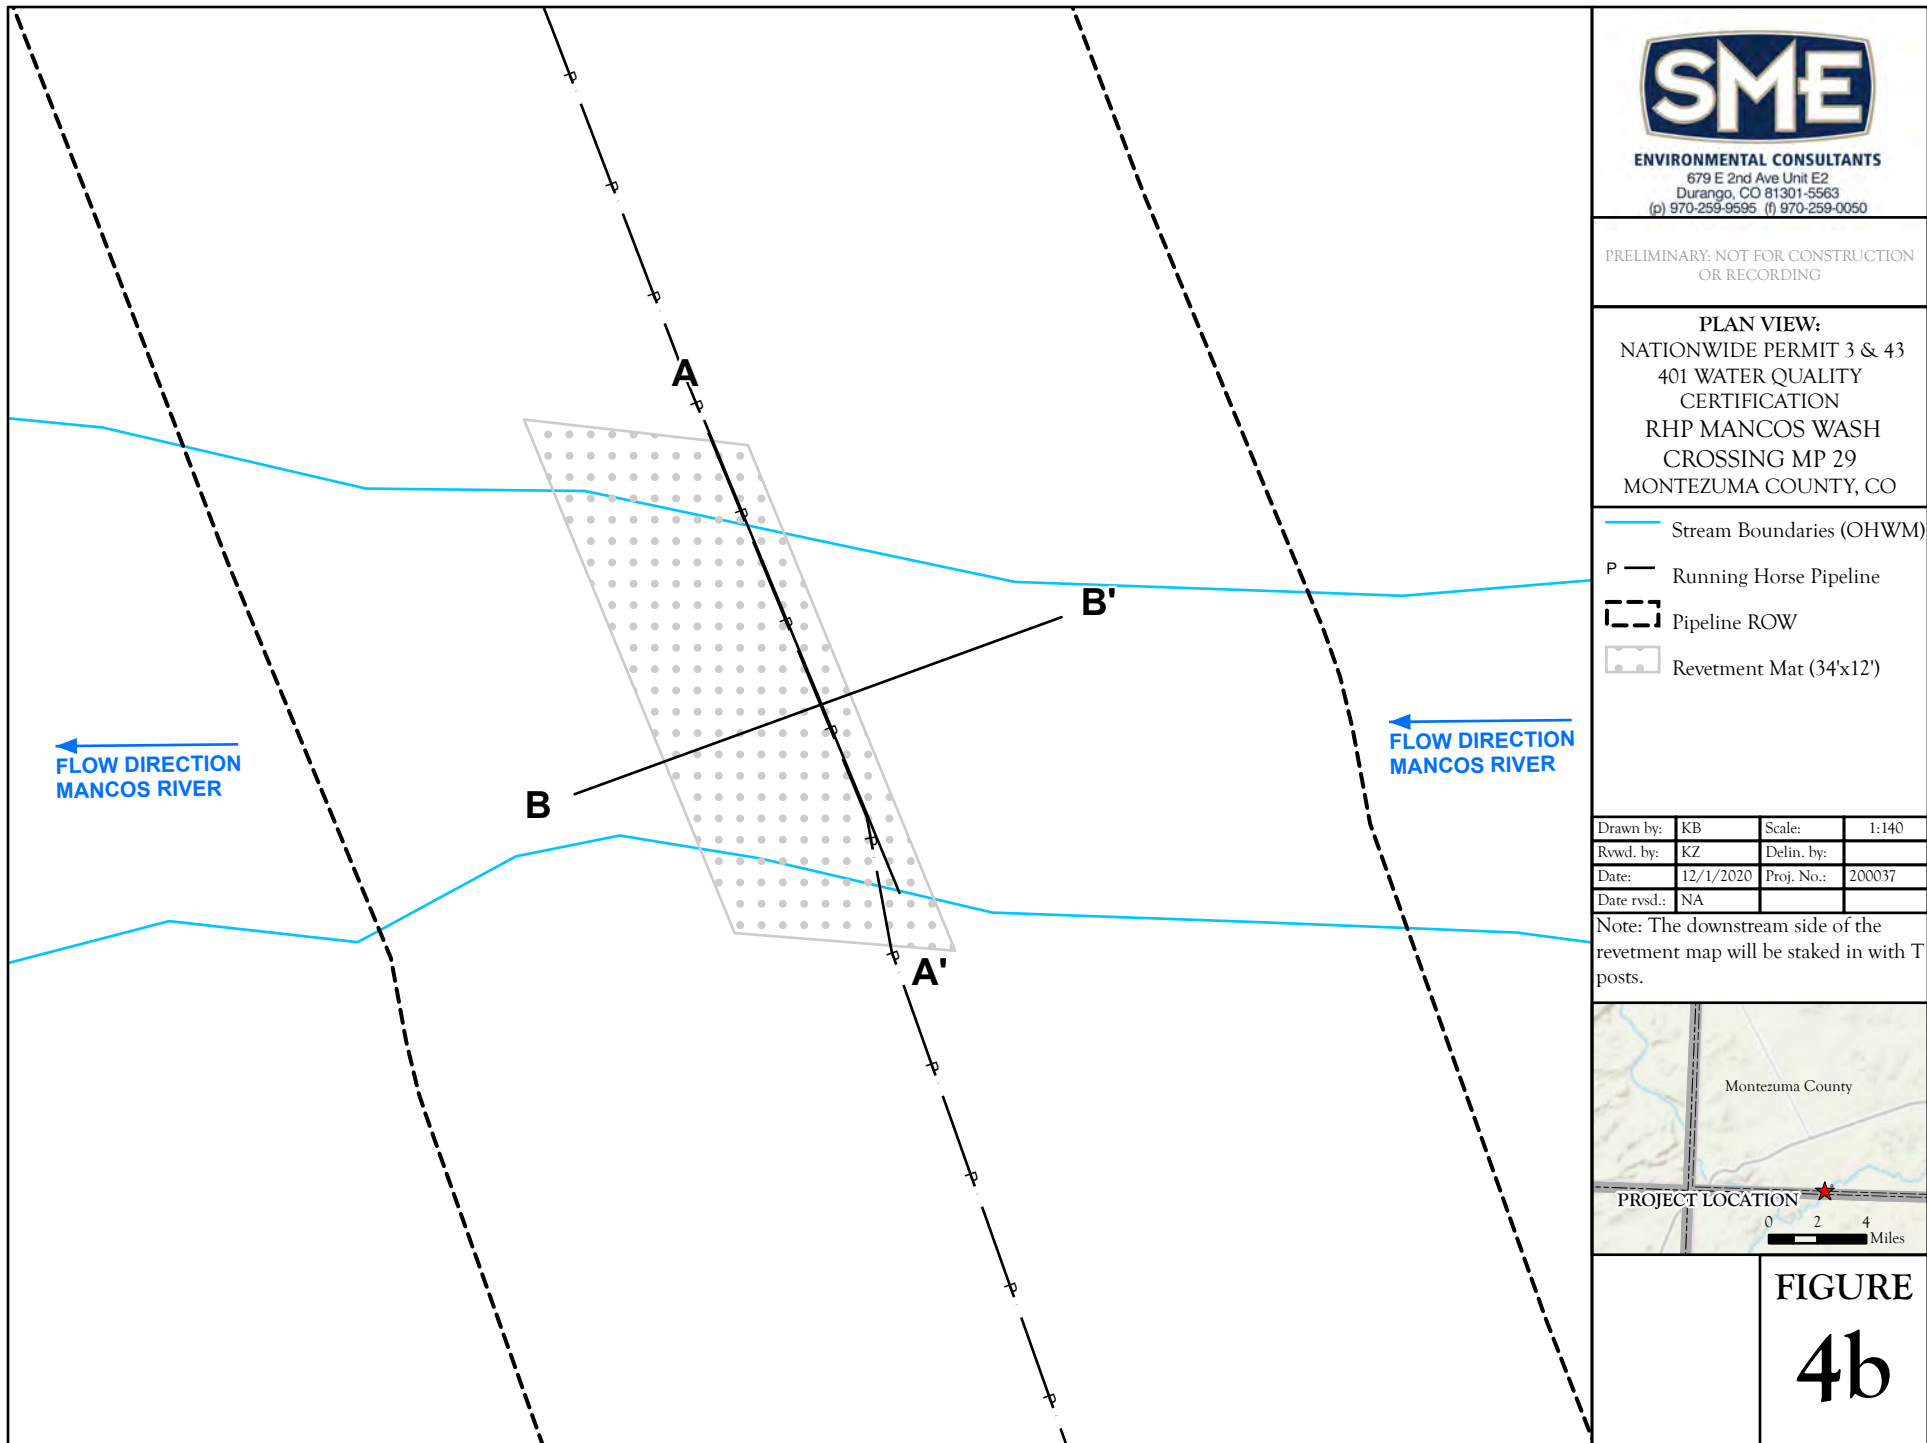 SME
ENVIRONMENTAL CONSULTANTS
679 E 2nd Ave Unit E2
Durango, CO 81301-5563
(p) 970-259-9595 (f) 970-259-0050
PRELIMINARY: NOT FOR CONSTRUCTION
OR RECORDING
PLAN VIEW:
NATIONWIDE PERMIT 3 & 43
401 WATER QUALITY
CERTIFICATION
RHP MANCOS WASH
CROSSING MP 29
MONTEZUMA COUNTY, CO
Stream Boundaries (OHWM)
P Running Horse Pipeline
Pipeline ROW
Revetment Mat (34'x12')
Drawn by: KB Scale: 1:140
Rvwd. by: KZ Delin. by:
Date: 12/1/2020 Proj. No.: 200037
Date rvsd.: NA
Note: The downstream side of the
revetment map will be staked in with T
posts.
Montezuma County
PROJECT LOCATION
0 2 4
Miles
FIGURE
4b
P
P
P
A
P
P
P
B'
P
B
P
A'
P
P
P
P
P
FLOW DIRECTION
MANCOS RIVER
FLOW DIRECTION
MANCOS RIVER